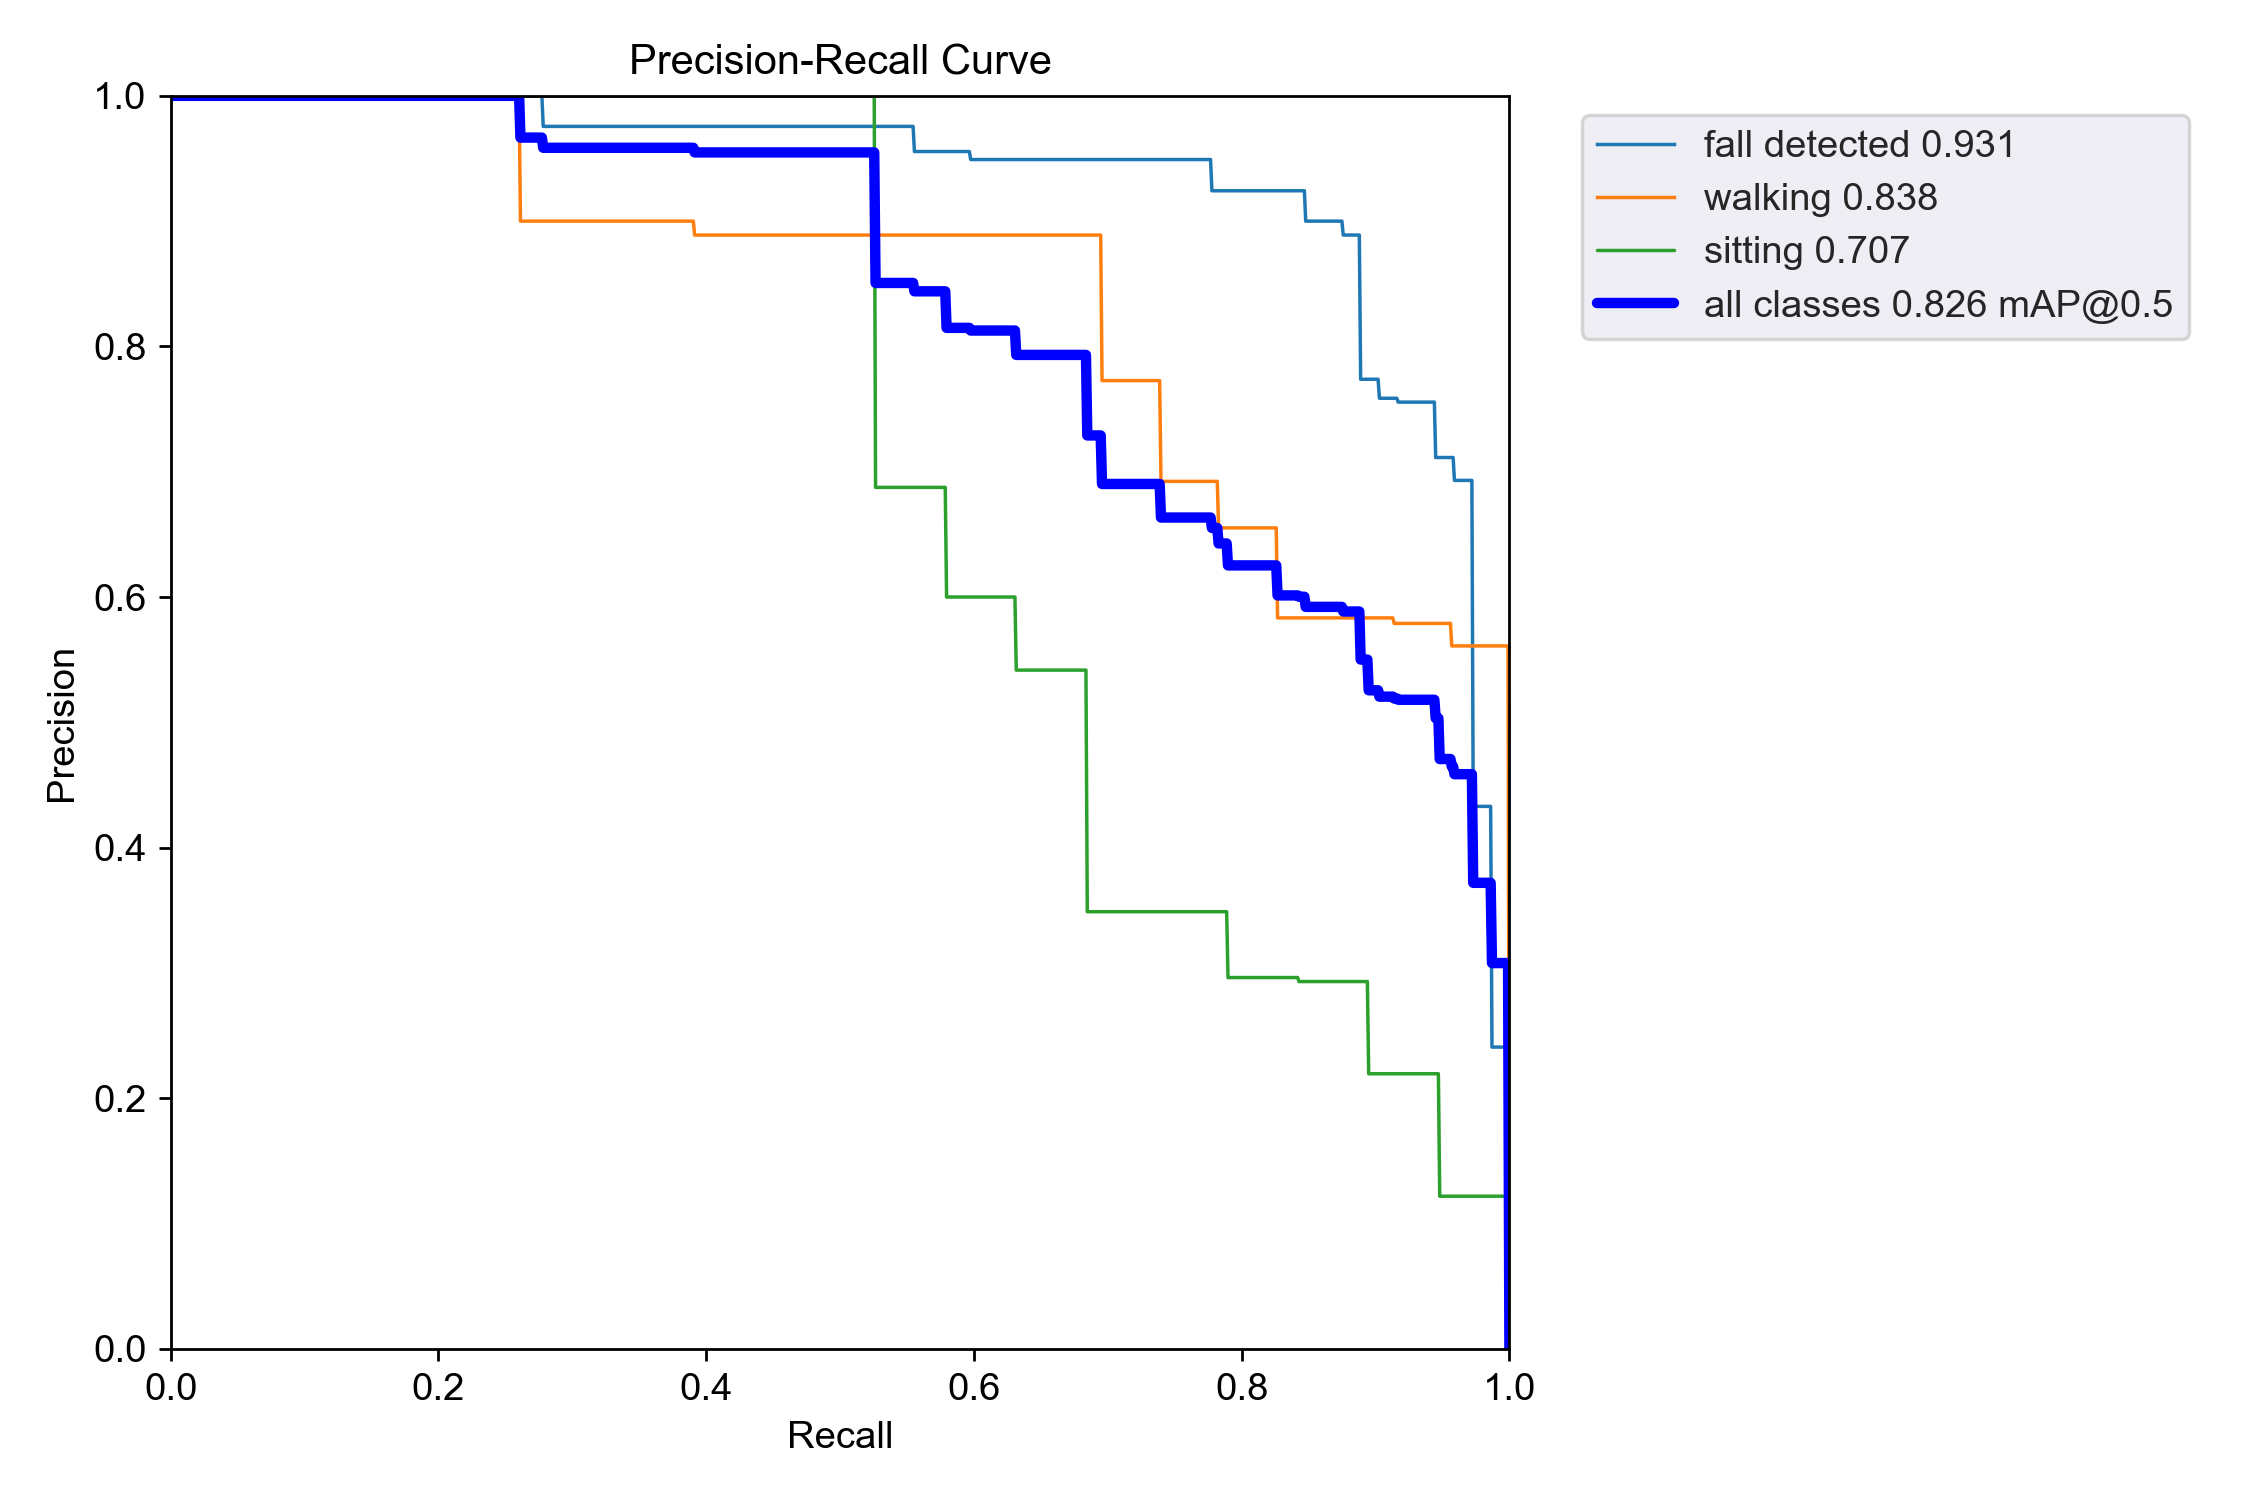 Precision-Recall Curve
1.0
0.8
0.6
0.4
0.2
0.0
Precision
0.0 0.2 0.4 0.6 0.8 1.0
Recall
fall detected 0.931
walking 0.838
sitting 0.707
all classes 0.826 mAP@0.5